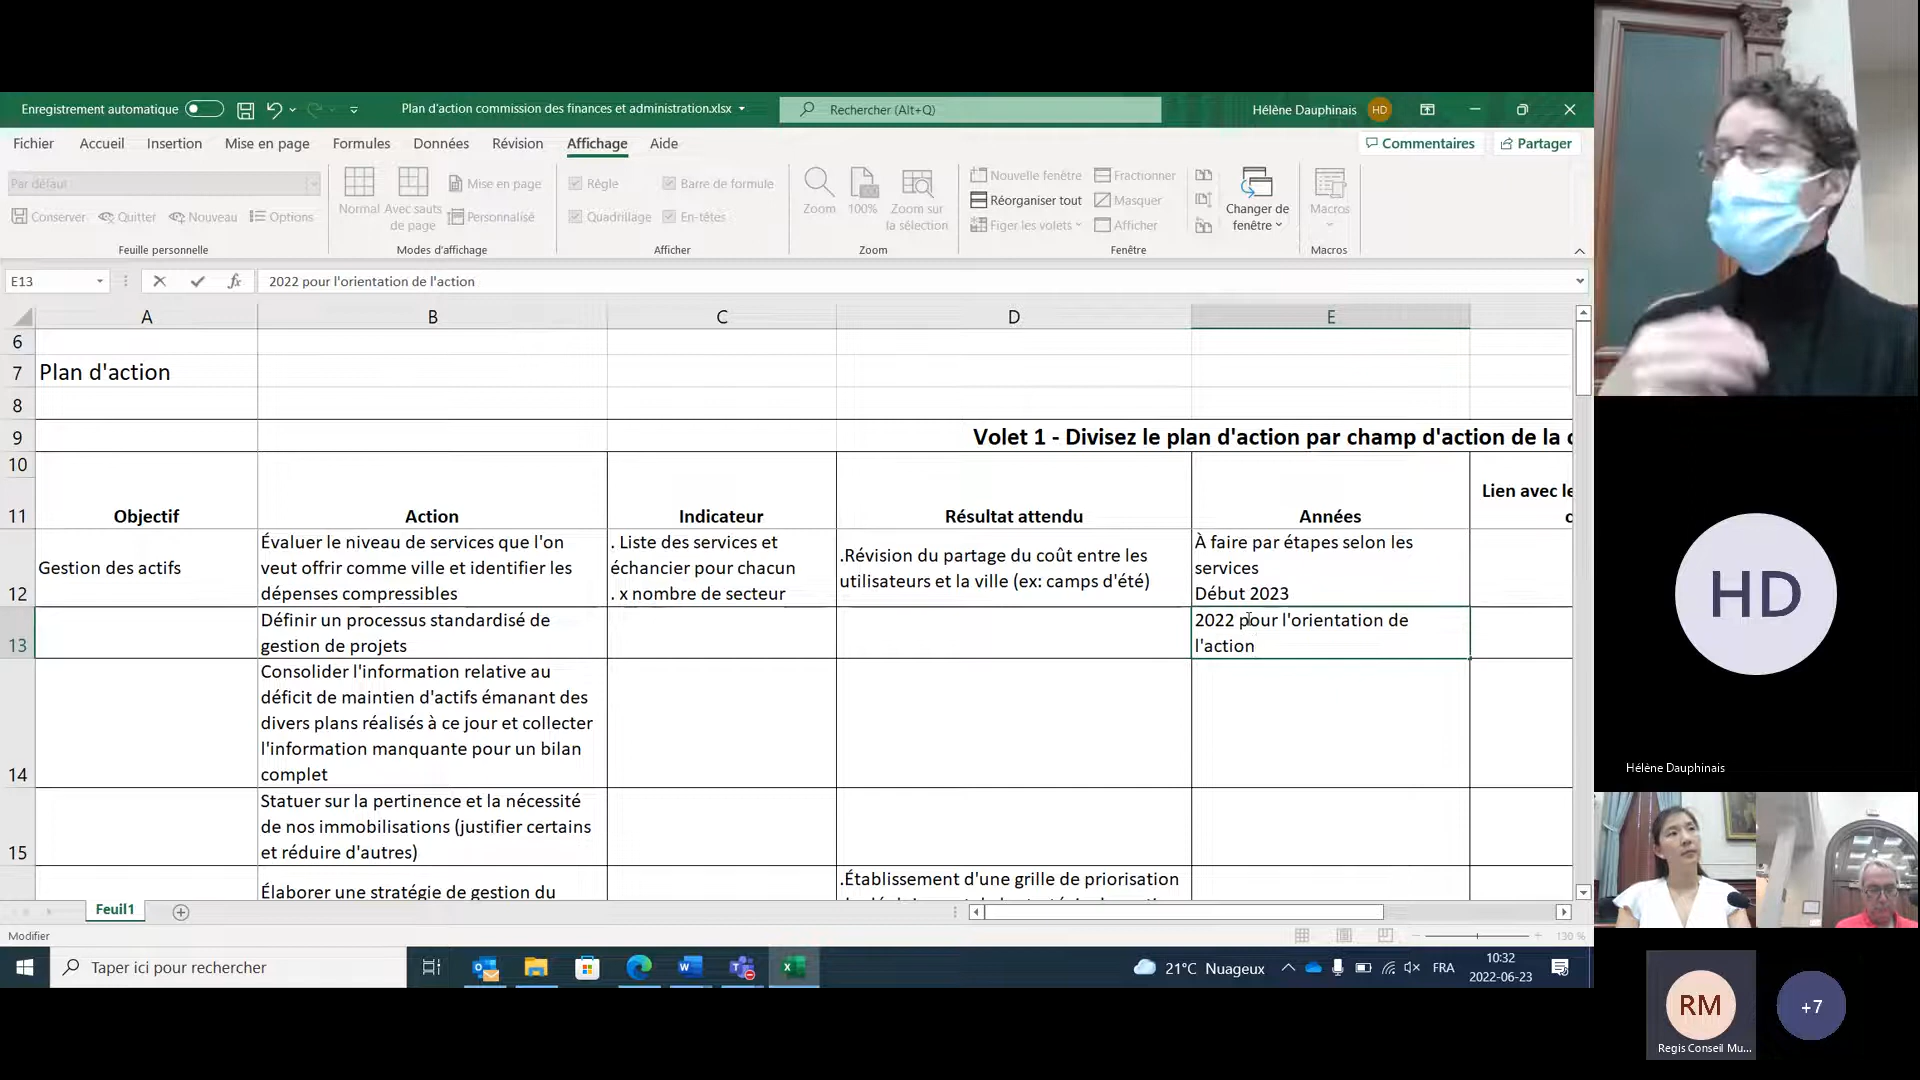 Enregistrement automatique
Plan d'action commission des finances et administration.xlsx
Rechercher (Alt+Q)
Hélène Dauphinais
HD
Fichier Accueil Insertion Mise en page Formules Données Révision Affichage Aide
Commentaires
Partager
Par défaut
Conserver Quitter Nouveau Options
Feuille personnelle
Normal
Avec sauts
de page
Mise en page
Personnalisé
Modes d'affichage
Règle
Barre de formule
Quadrillage
En-têtes
Afficher
Zoom
100%
Zoom sur
la sélection
Zoom
Nouvelle fenêtre
Réorganiser tout
Figer les volets
Fractionner
Masquer
Afficher
Changer de
fenêtre
Fenêtre
Macros
Macros
E13
fx
2022 pour l'orientation de l'action
A B C D E
6
7
Plan d'action
8
9
Volet 1 - Divisez le plan d'action par champ d'action de la c
10
11
Objectif
Action
Indicateur
Résultat attendu
Années
Lien avec le
c
12
Gestion des actifs
Évaluer le niveau de services que l'on
veut offrir comme ville et identifier les
dépenses compressibles
. Liste des services et
échancier pour chacun
. x nombre de secteur
.Révision du partage du coût entre les
utilisateurs et la ville (ex: camps d'été)
À faire par étapes selon les
services
Début 2023
13
Définir un processus standardisé de
gestion de projets
2022 pour l'orientation de
l'action
14
Consolider l'information relative au
déficit de maintien d'actifs émanant des
divers plans réalisés à ce jour et collecter
l'information manquante pour un bilan
complet
15
Statuer sur la pertinence et la nécessité
de nos immobilisations (justifier certains
et réduire d'autres)
Élaborer une stratégie de gestion du
.Établissement d'une grille de priorisation
Feuil1
Modifier
130 %
Taper ici pour rechercher
21°C Nuageux
FRA
10:32
2022-06-23
HD
Hélène Dauphinais
RM
Regis Conseil Mu...
+7